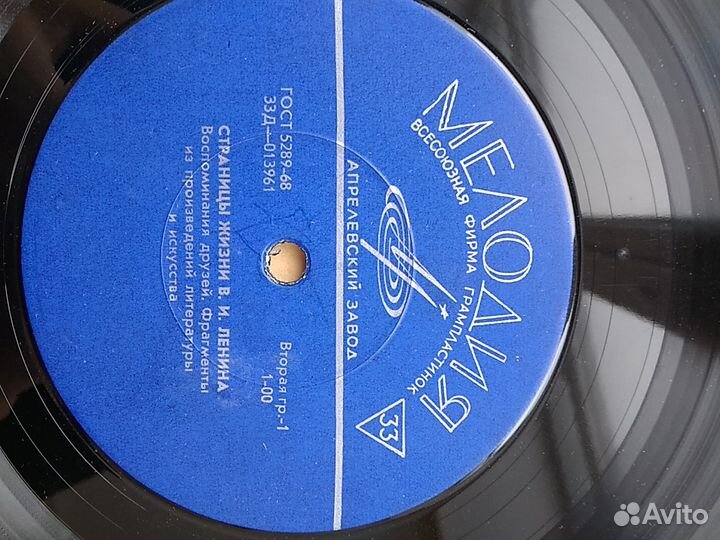 МЕЛОДИЯ
ВСЕСОЮЗНАЯ ФИРМА ГРАМПЛАСТИНОК
33
АПРЕЛЕВСКИЙ ЗАВОД
ГОСТ 5289-68
33Д—013961
Вторая гр.-1
1-00
СТРАНИЦЫ ЖИЗНИ В. И. ЛЕНИНА
Воспоминания друзей. Фрагменты
из произведений литературы
и искусства
Avito